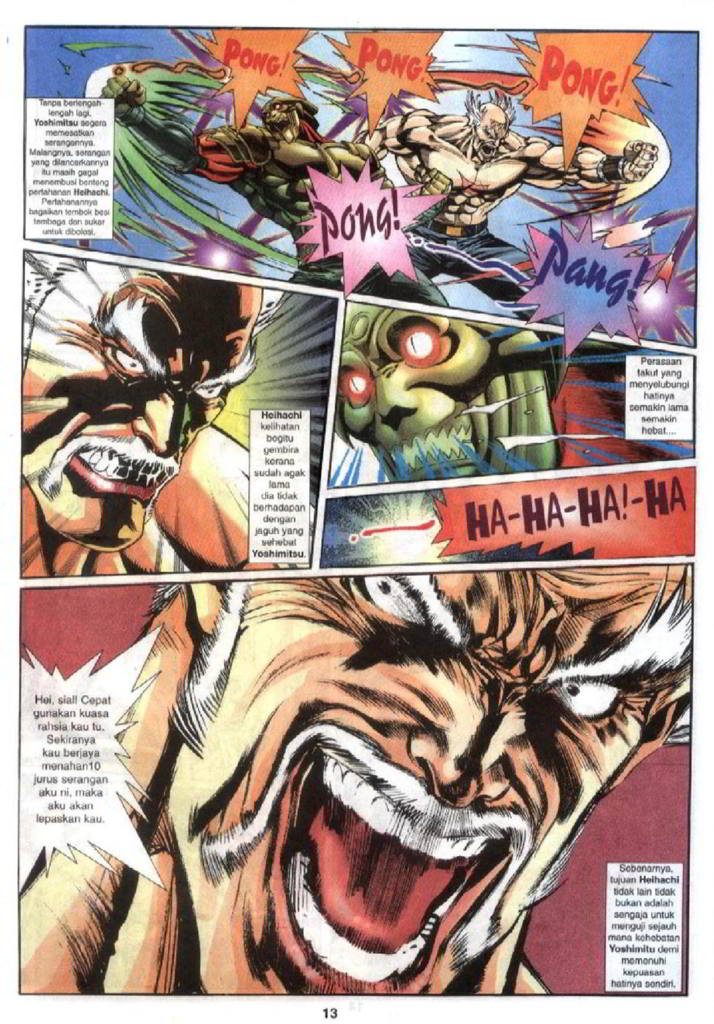 PONG!
PONG!
PONG!
Tanpa berlengah-
lengah lagi,
Yoshimitsu segera
memesatkan
serangannya.
Malangnya, serangan
yang dilancarkannya
itu masih gagal
menembusi benteng
pertahanan Heihachi.
Pertahanannya
bagaikan tembok besi
tembaga dan sukar
untuk dibolosi.
PONG!
Pang!
Heihachi
kelihatan
begitu
gembira
kerana
sudah agak
lama
dia tidak
berhadapan
dengan
jaguh yang
sehebat
Yoshimitsu.
Perasaan
takut yang
menyelubungi
hatinya
semakin lama
semakin
hebat....
HA-HA-HA!-HA
Hei, sial! Cepat
gunakan kuasa
rahsia kau tu.
Sekiranya
kau berjaya
menahan10
jurus serangan
aku ni, maka
aku akan
lepaskan kau.
Sebenarnya,
tujuan Heihachi
tidak lain tidak
bukan adalah
sengaja untuk
menguji sejauh
mana kehebatan
Yoshimitu demi
memenuhi
kepuasan
hatinya sendiri.
13